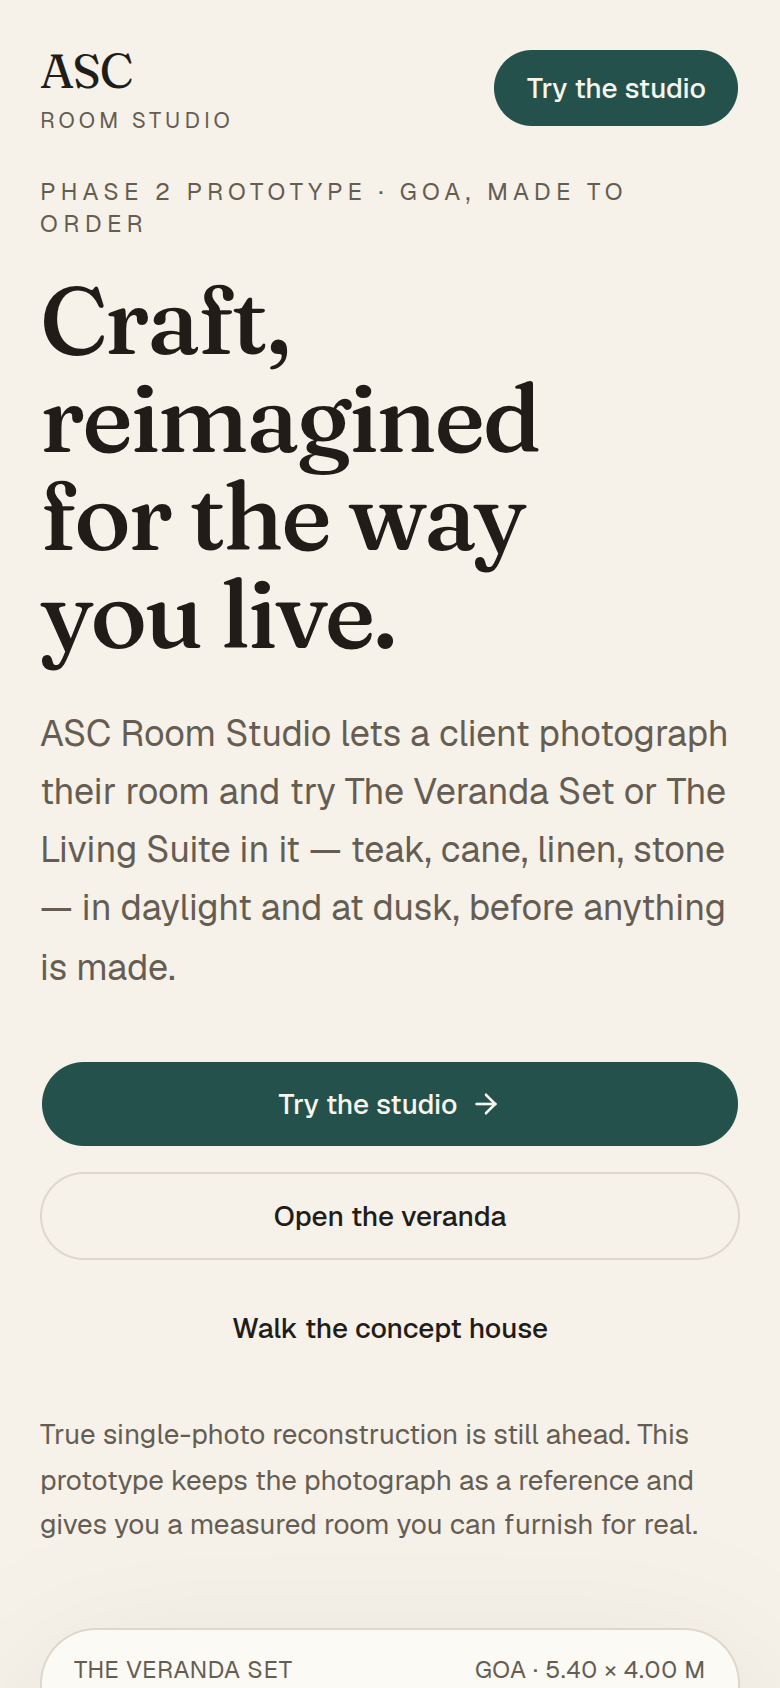 ASC
ROOM STUDIO
Try the studio
PHASE 2 PROTOTYPE · GOA, MADE TO
ORDER
Craft,
reimagined
for the way
you live.
ASC Room Studio lets a client photograph
their room and try The Veranda Set or The
Living Suite in it — teak, cane, linen, stone
— in daylight and at dusk, before anything
is made.
Try the studio →
Open the veranda
Walk the concept house
True single-photo reconstruction is still ahead. This
prototype keeps the photograph as a reference and
gives you a measured room you can furnish for real.
THE VERANDA SET
GOA · 5.40 × 4.00 M